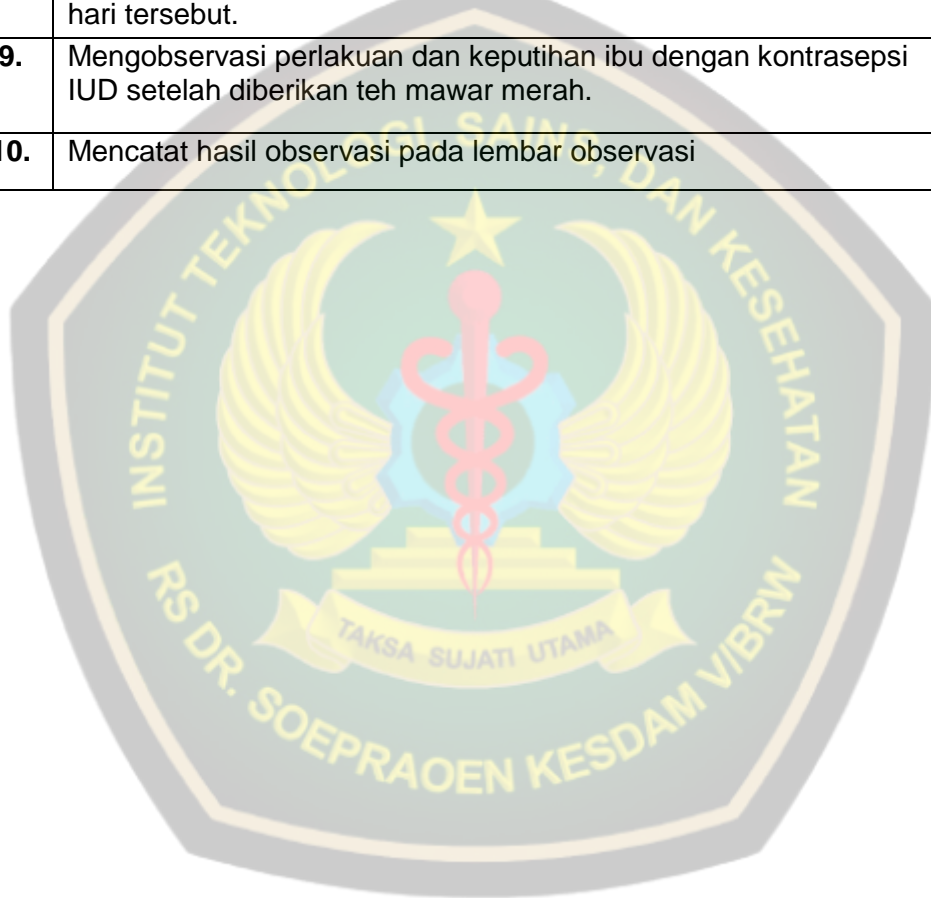 hari tersebut.
9. Mengobservasi perlakuan dan keputihan ibu dengan kontrasepsi
IUD setelah diberikan teh mawar merah.
10. Mencatat hasil observasi pada lembar observasi
INSTITUT TEKNOLOGI, SAINS, DAN KESEHATAN
TAKSA SUJATI UTAMA
RS DR. SOEPRAOEN KESDAM V/BRW